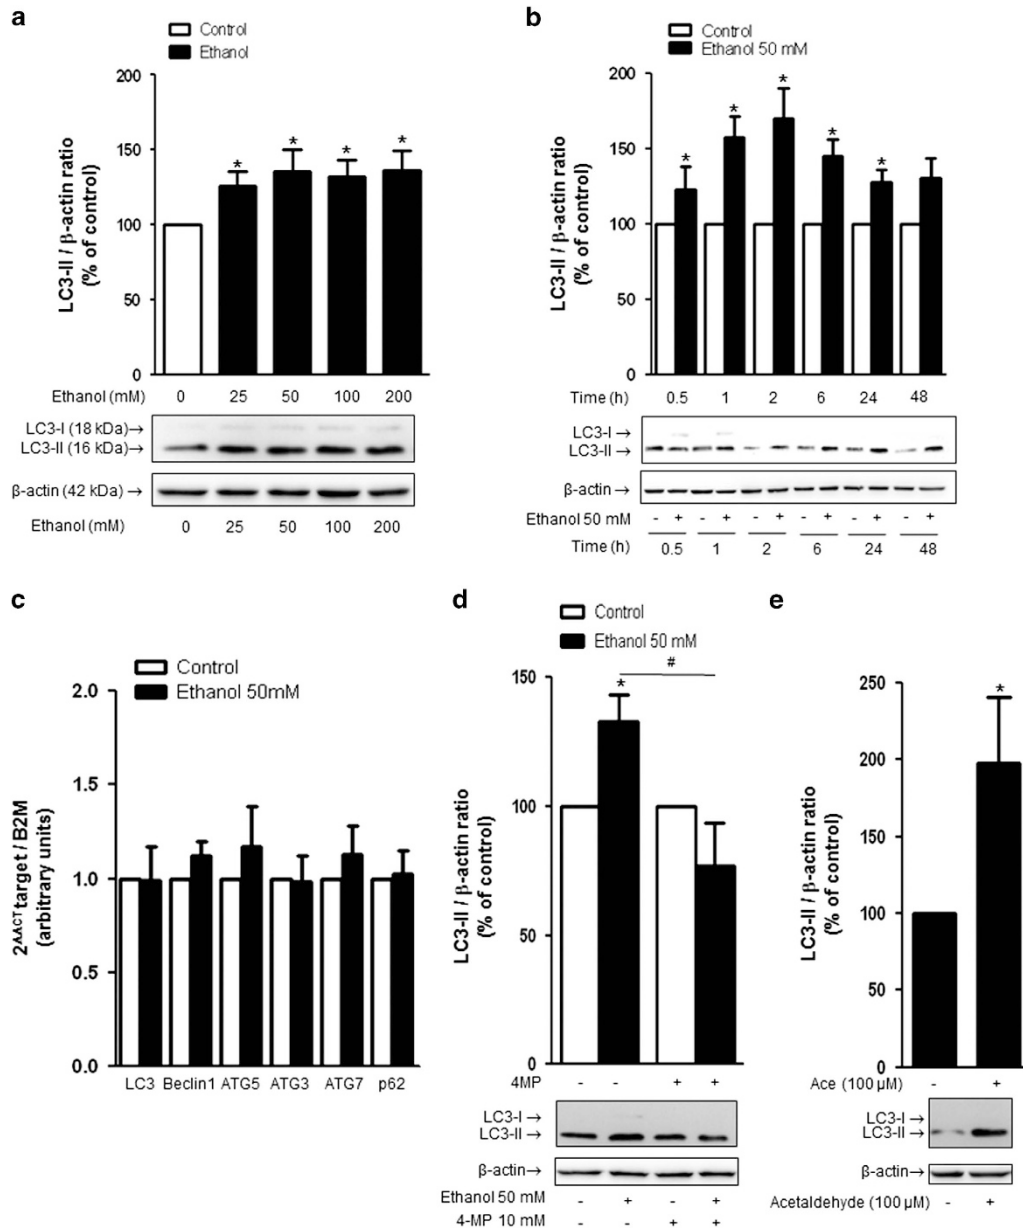 a
Control
Ethanol
LC3-II / β-actin ratio
(% of control)
200
150
100
50
0
* * * *
Ethanol (mM) 0 25 50 100 200
LC3-I (18 kDa)→
LC3-II (16 kDa)→
β-actin (42 kDa) →
Ethanol (mM) 0 25 50 100 200
b
Control
Ethanol 50 mM
LC3-II / β-actin ratio
(% of control)
200
150
100
50
0
* * * * *
Time (h) 0.5 1 2 6 24 48
LC3-I →
LC3-II →
β-actin →
Ethanol 50 mM - + - + - + - + - + - +
Time (h) 0.5 1 2 6 24 48
c
Control
Ethanol 50mM
2ΔΔCT target / B2M
(arbitrary units)
2.0
1.5
1.0
0.5
0.0
LC3 Beclin1 ATG5 ATG3 ATG7 p62
d
Control
Ethanol 50 mM
LC3-II / β-actin ratio
(% of control)
150
100
50
0
* #
4MP - - + +
LC3-I →
LC3-II →
β-actin→
Ethanol 50 mM - + - +
4-MP 10 mM - - + +
e
LC3-II / β-actin ratio
(% of control)
250
200
150
100
50
0
*
Ace (100 μM) - +
LC3-I →
LC3-II →
β-actin→
Acetaldehyde (100 μM) - +